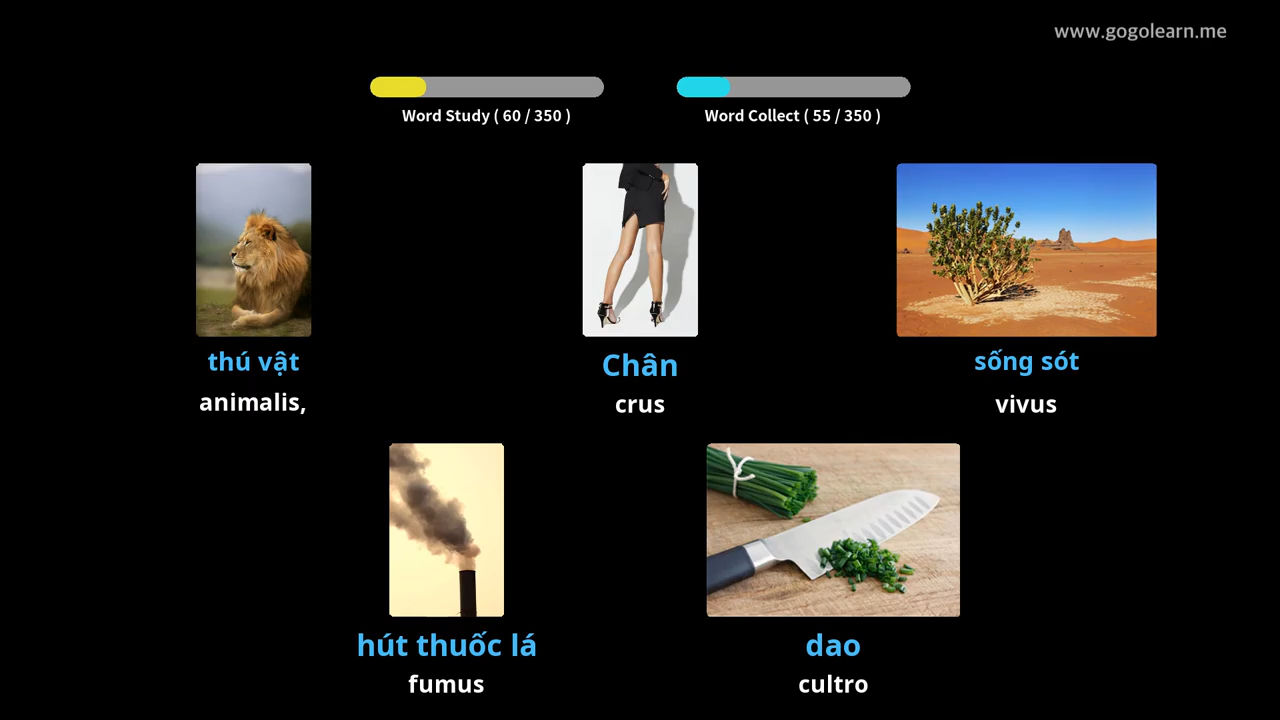 www.gogolearn.me
Word Study ( 60 / 350 )
Word Collect ( 55 / 350 )
thú vật
Chân
sống sót
animalis,
crus
vivus
hút thuốc lá
dao
fumus
cultro